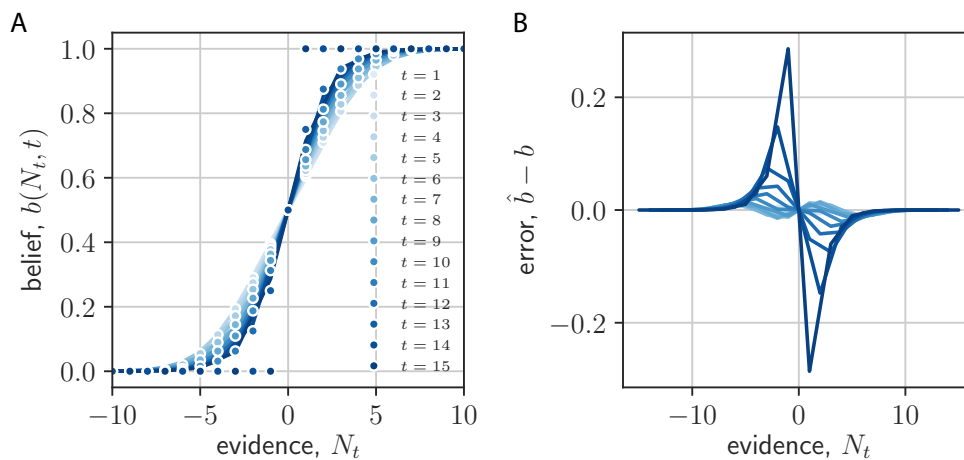 A
B
1.0
0.8
0.6
0.4
0.2
0.0
belief, b(N_t, t)
−10
−5
0
5
10
evidence, N_t
t = 1
t = 2
t = 3
t = 4
t = 5
t = 6
t = 7
t = 8
t = 9
t = 10
t = 11
t = 12
t = 13
t = 14
t = 15
0.2
0.0
−0.2
error, b̂ − b
−10
0
10
evidence, N_t